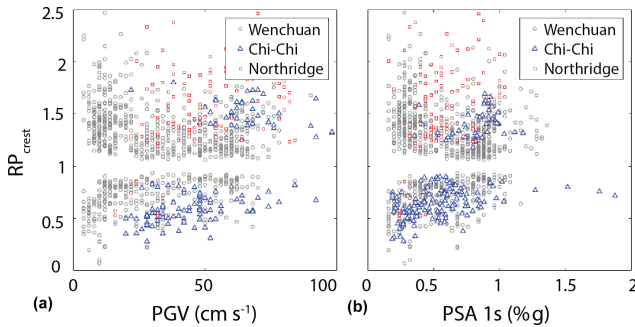 2.5
2
1.5
1
0.5
0
RPcrest
Wenchuan
Chi-Chi
Northridge
0 50 100
(a) PGV (cm s-1)
Wenchuan
Chi-Chi
Northridge
0 0.5 1 1.5 2
(b) PSA 1s (%g)